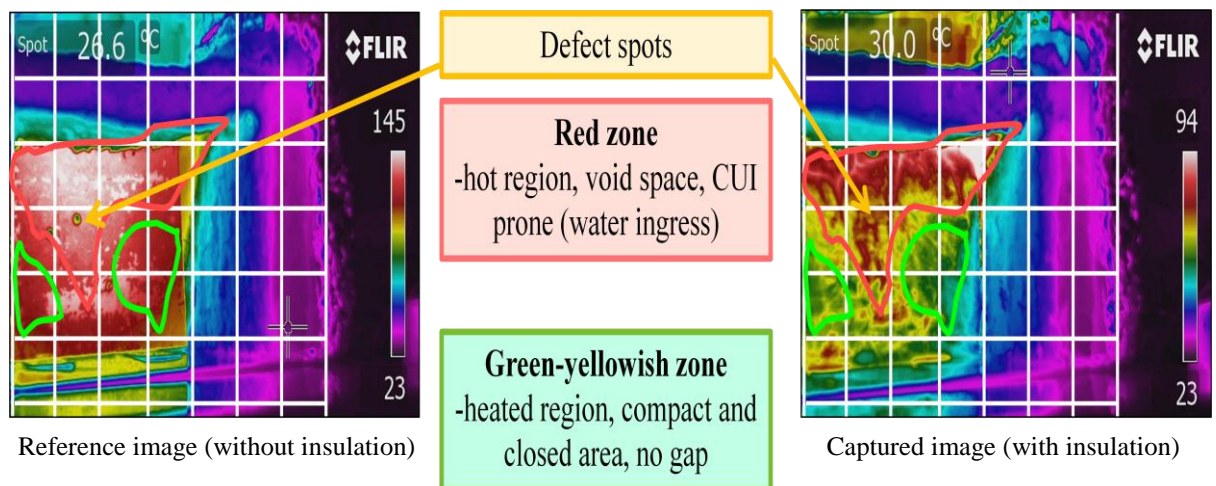 Spot 26.6 °C
FLIR
145
23
Defect spots
Red zone
-hot region, void space, CUI
prone (water ingress)
Green-yellowish zone
-heated region, compact and
closed area, no gap
Spot 30.0 °C
FLIR
94
23
Reference image (without insulation)
Captured image (with insulation)